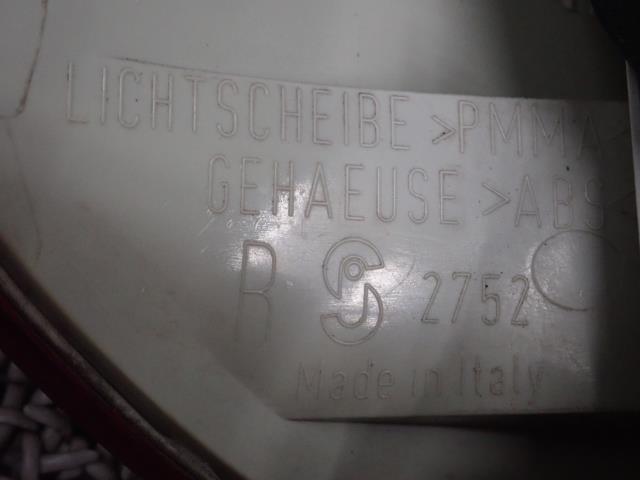 LICHTSCHEIBE >PMMA<
GEHAEUSE >ABS<
R 2752
Made in Italy